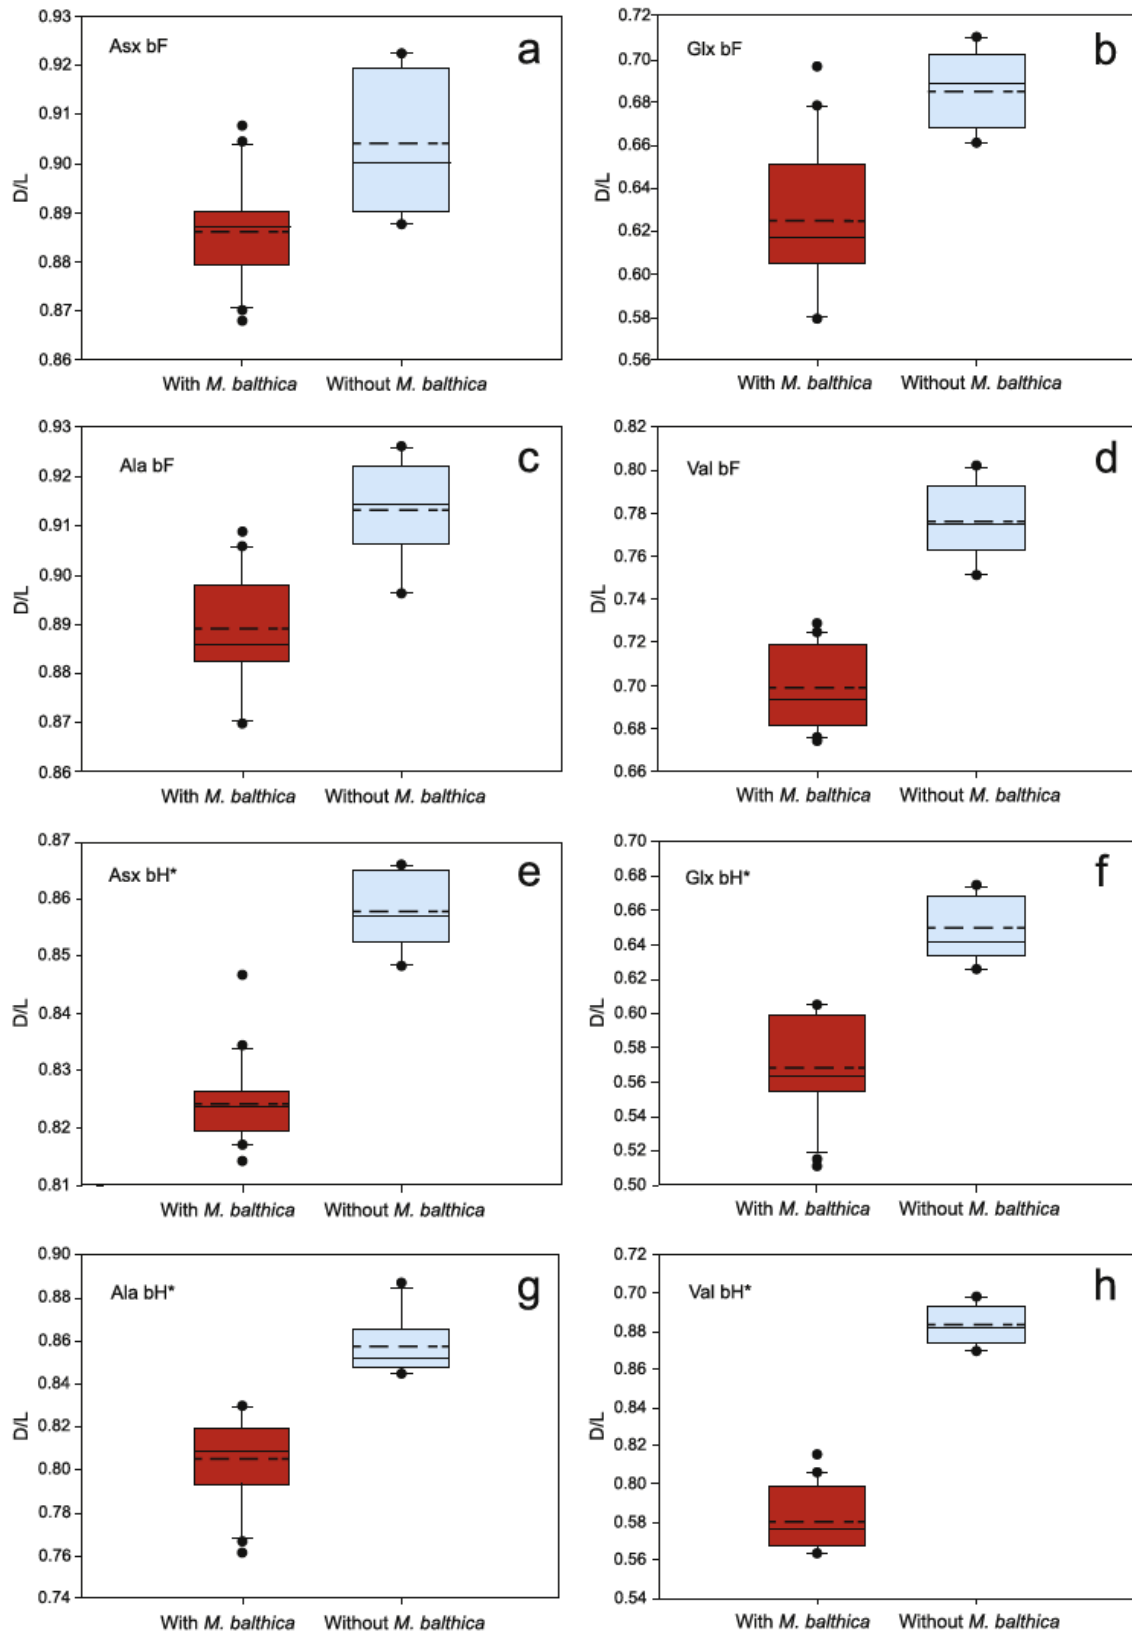 0.93
Asx bF
a
0.92
0.91
0.90
0.89
0.88
0.87
0.86
D/L
With M. balthica
Without M. balthica
0.72
Glx bF
b
0.70
0.68
0.66
0.64
0.62
0.60
0.58
0.56
D/L
With M. balthica
Without M. balthica
0.93
Ala bF
c
0.92
0.91
0.90
0.89
0.88
0.87
0.86
D/L
With M. balthica
Without M. balthica
0.82
Val bF
d
0.80
0.78
0.76
0.74
0.72
0.70
0.68
0.66
D/L
With M. balthica
Without M. balthica
0.87
Asx bH*
e
0.86
0.85
0.84
0.83
0.82
0.81
D/L
With M. balthica
Without M. balthica
0.70
Glx bH*
f
0.68
0.66
0.64
0.62
0.60
0.58
0.56
0.54
0.52
0.50
D/L
With M. balthica
Without M. balthica
0.90
Ala bH*
g
0.88
0.86
0.84
0.82
0.80
0.78
0.76
0.74
D/L
With M. balthica
Without M. balthica
0.72
Val bH*
h
0.70
0.88
0.86
0.84
0.82
0.80
0.58
0.56
0.54
D/L
With M. balthica
Without M. balthica